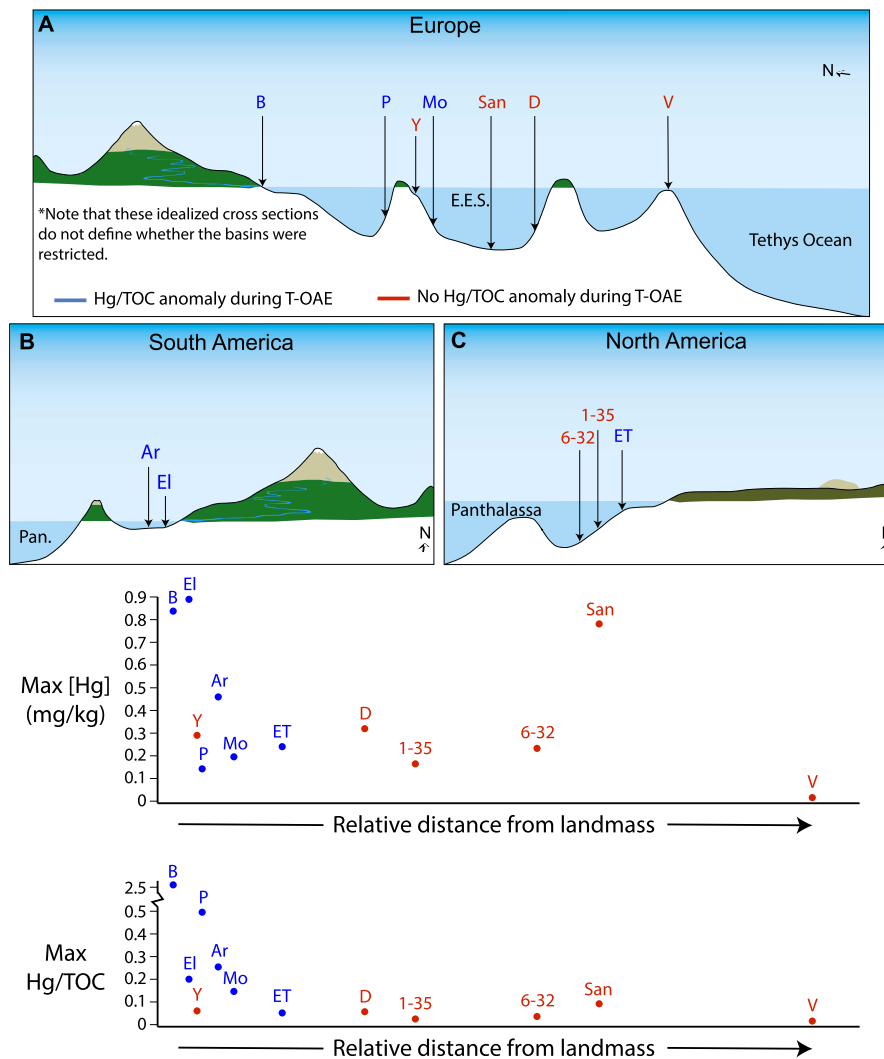 A
Europe
N
B
P
Mo
San
D
V
Y
E.E.S.
*Note that these idealized cross sections
do not define whether the basins were
restricted.
Tethys Ocean
Hg/TOC anomaly during T-OAE
No Hg/TOC anomaly during T-OAE
B
South America
Ar
El
Pan.
N
C
North America
1-35
6-32
ET
Panthalassa
N
Max [Hg]
(mg/kg)
0.9
0.8
0.7
0.6
0.5
0.4
0.3
0.2
0.1
0
B
El
Ar
Y
P
Mo
ET
D
1-35
6-32
San
V
Relative distance from landmass
Max
Hg/TOC
2.5
0.5
0.4
0.3
0.2
0.1
0
B
P
El
Ar
Mo
Y
ET
D
1-35
6-32
San
V
Relative distance from landmass